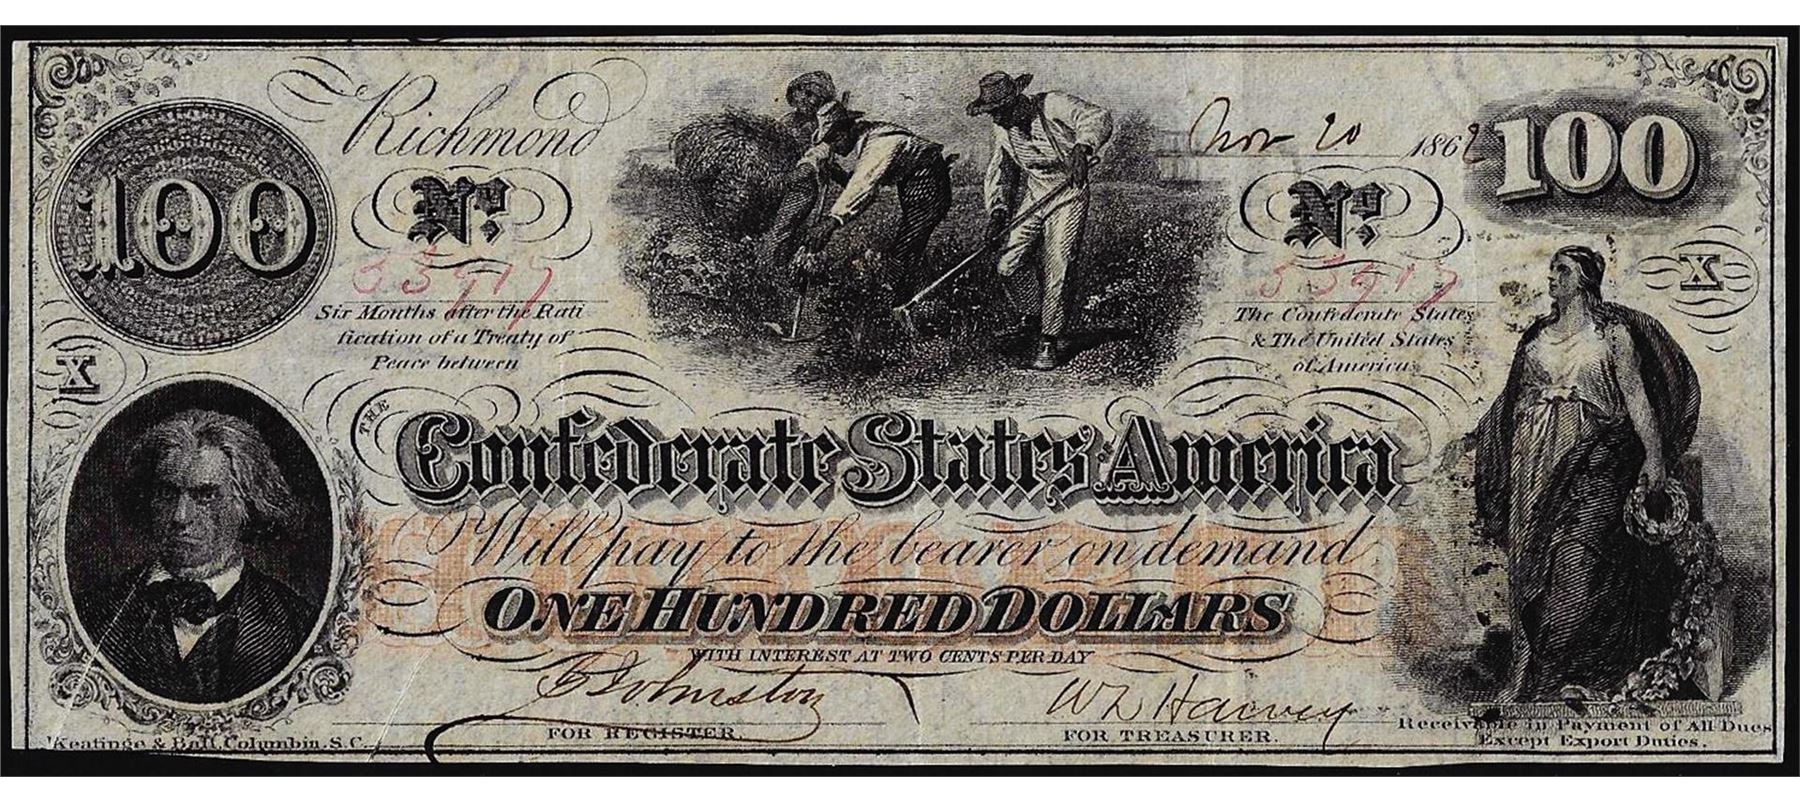 Richmond Nov 20 1862
100 No. No. 100
53917 53917
Six Months after the Rati
fication of a Treaty of
Peace between
The Confederate States
& The United States
of America
X X
THE
Confederate States America
Will pay to the bearer on demand
ONE HUNDRED DOLLARS
WITH INTEREST AT TWO CENTS PER DAY
Johnston
FOR REGISTER.
W L Harvey
FOR TREASURER.
Keatinge & Ball, Columbia, S.C.
Receivable in Payment of All Dues
Except Export Duties.